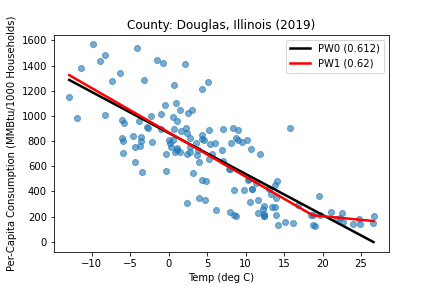 County: Douglas, Illinois (2019)
Per-Capita Consumption (MMBtu/1000 Households)
1600
1400
1200
1000
800
600
400
200
0
PW0 (0.612)
PW1 (0.62)
−10 −5 0 5 10 15 20 25
Temp (deg C)